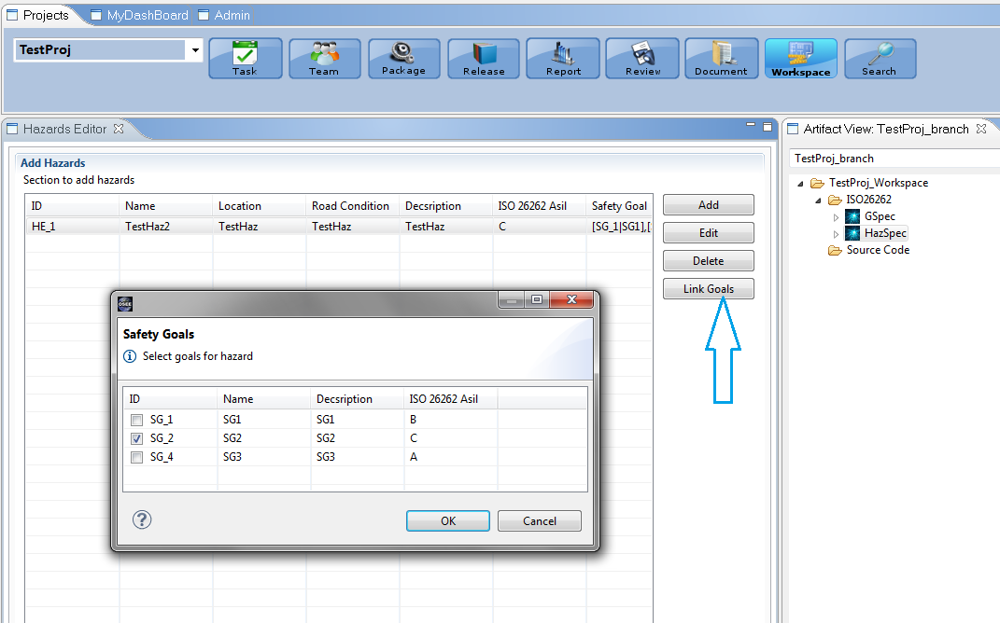 Projects MyDashBoard Admin
TestProj
Task Team Package Release Report Review Document Workspace Search
Hazards Editor
Add Hazards
Section to add hazards
ID Name Location Road Condition Decsription ISO 26262 Asil Safety Goal
HE_1 TestHaz2 TestHaz TestHaz TestHaz C [SG_1|SG1],[
Add
Edit
Delete
Link Goals
OSEE
Safety Goals
Select goals for hazard
ID Name Decsription ISO 26262 Asil
SG_1 SG1 SG1 B
SG_2 SG2 SG2 C
SG_4 SG3 SG3 A
?
OK Cancel
Artifact View: TestProj_branch
TestProj_branch
TestProj_Workspace
ISO26262
GSpec
HazSpec
Source Code